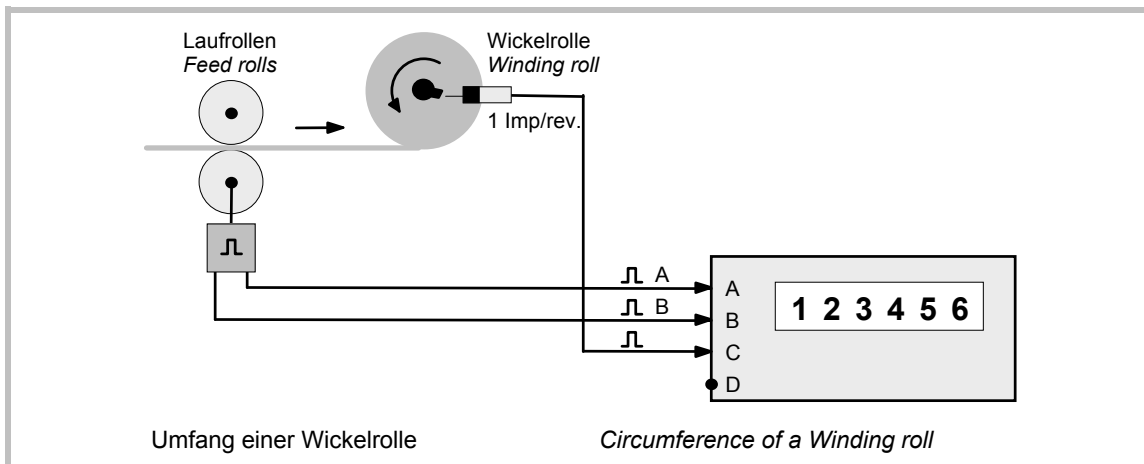 Laufrollen
Feed rolls
Wickelrolle
Winding roll
1 Imp/rev.
A
A
B
B
C
D
1 2 3 4 5 6
Umfang einer Wickelrolle
Circumference of a Winding roll